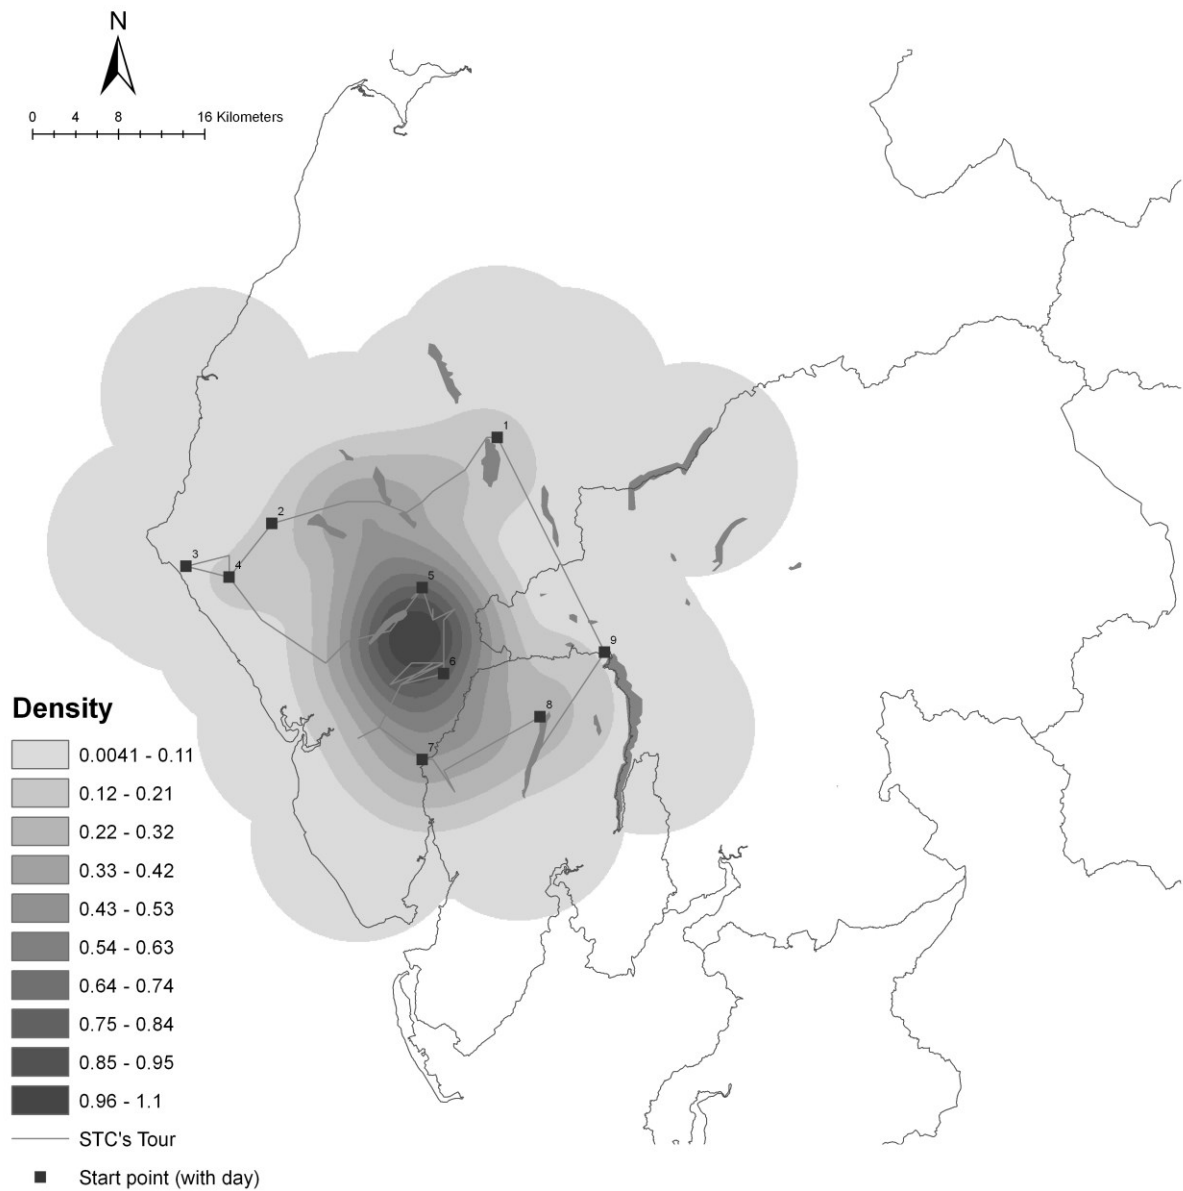 N
0 4 8 16 Kilometers
1
2
3
4
5
6
7
8
9
Density
0.0041 - 0.11
0.12 - 0.21
0.22 - 0.32
0.33 - 0.42
0.43 - 0.53
0.54 - 0.63
0.64 - 0.74
0.75 - 0.84
0.85 - 0.95
0.96 - 1.1
STC's Tour
Start point (with day)